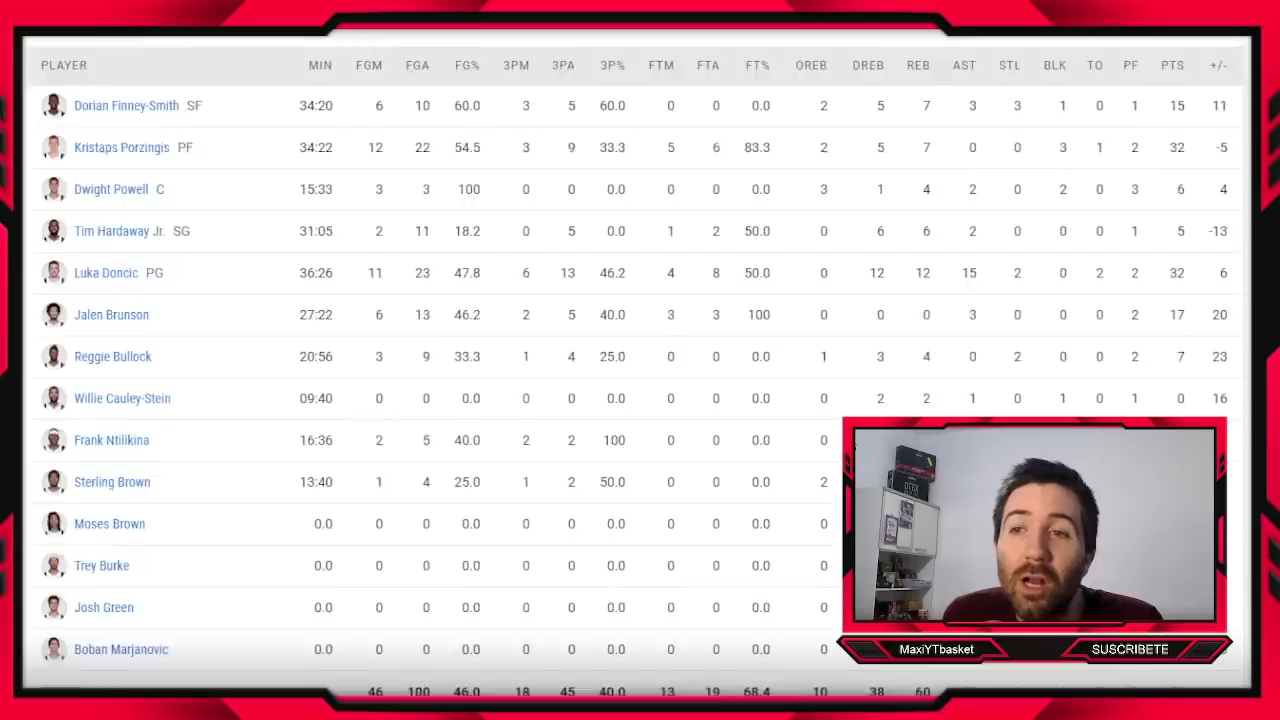 PLAYER MIN FGM FGA FG% 3PM 3PA 3P% FTM FTA FT% OREB DREB REB AST STL BLK TO PF PTS +/-
Dorian Finney-Smith SF 34:20 6 10 60.0 3 5 60.0 0 0 0.0 2 5 7 3 3 1 0 1 15 11
Kristaps Porzingis PF 34:22 12 22 54.5 3 9 33.3 5 6 83.3 2 5 7 0 0 3 1 2 32 -5
Dwight Powell C 15:33 3 3 100 0 0 0.0 0 0 0.0 3 1 4 2 0 2 0 3 6 4
Tim Hardaway Jr. SG 31:05 2 11 18.2 0 5 0.0 1 2 50.0 0 6 6 2 0 0 0 1 5 -13
Luka Doncic PG 36:26 11 23 47.8 6 13 46.2 4 8 50.0 0 12 12 15 2 0 2 2 32 6
Jalen Brunson 27:22 6 13 46.2 2 5 40.0 3 3 100 0 0 0 3 0 0 0 2 17 20
Reggie Bullock 20:56 3 9 33.3 1 4 25.0 0 0 0.0 1 3 4 0 2 0 0 2 7 23
Willie Cauley-Stein 09:40 0 0 0.0 0 0 0.0 0 0 0.0 0 2 2 1 0 1 0 1 0 16
Frank Ntilikina 16:36 2 5 40.0 2 2 100 0 0 0.0 0
Sterling Brown 13:40 1 4 25.0 1 2 50.0 0 0 0.0 2
Moses Brown 0.0 0 0 0.0 0 0 0.0 0 0 0.0 0
Trey Burke 0.0 0 0 0.0 0 0 0.0 0 0 0.0 0
Josh Green 0.0 0 0 0.0 0 0 0.0 0 0 0.0 0
Boban Marjanovic 0.0 0 0 0.0 0 0 0.0 0 0 0.0 0
46 100 46.0 18 45 40.0 13 19 68.4 10 38 60
MaxiYTbasket SUSCRIBETE